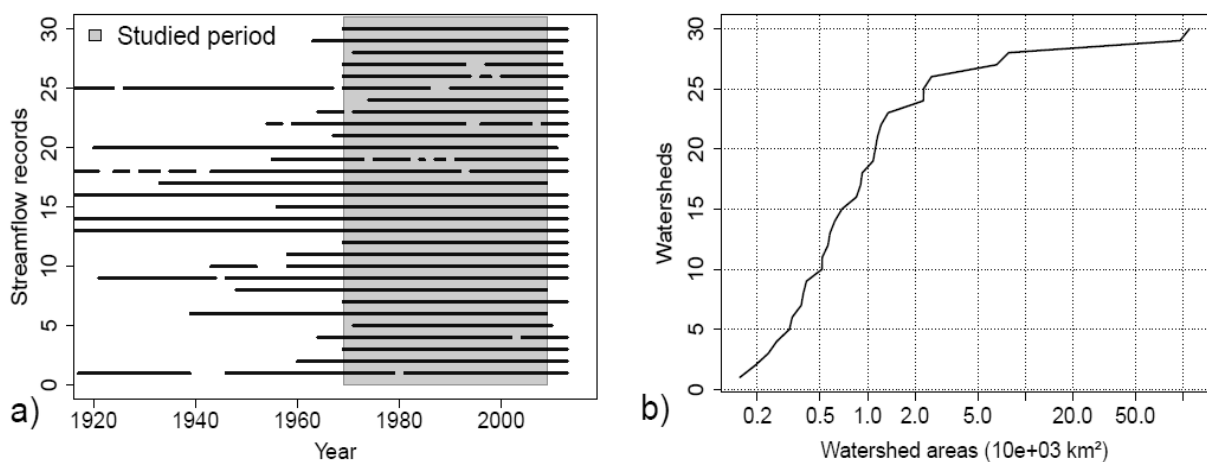 Studied period
Streamflow records
30
25
20
15
10
5
0
1920 1940 1960 1980 2000
Year
a)
Watersheds
30
25
20
15
10
5
0
0.2 0.5 1.0 2.0 5.0 20.0 50.0
Watershed areas (10e+03 km²)
b)